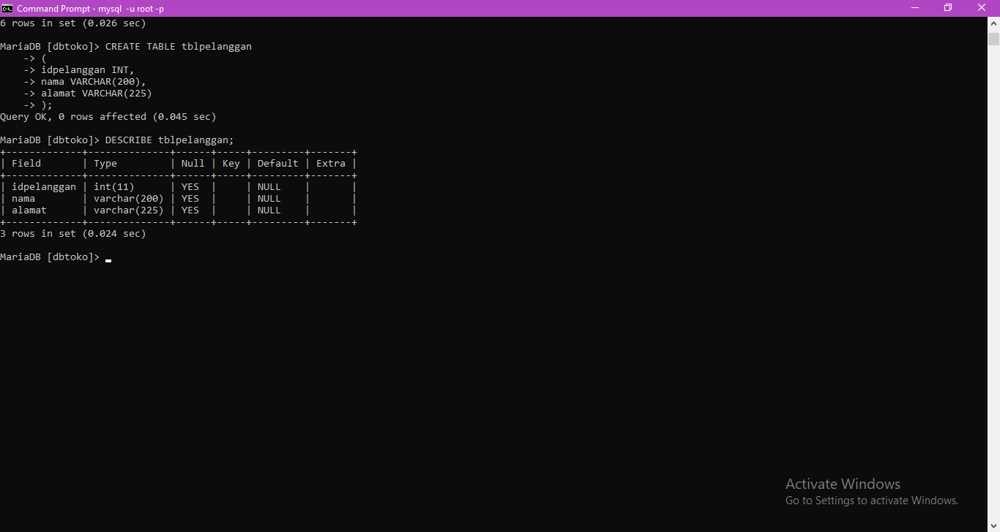 Command Prompt - mysql -u root -p
6 rows in set (0.026 sec)
MariaDB [dbtoko]> CREATE TABLE tblpelanggan
    -> (
    -> idpelanggan INT,
    -> nama VARCHAR(200),
    -> alamat VARCHAR(225)
    -> );
Query OK, 0 rows affected (0.045 sec)
MariaDB [dbtoko]> DESCRIBE tblpelanggan;
+-------------+--------------+------+-----+---------+-------+
| Field       | Type         | Null | Key | Default | Extra |
+-------------+--------------+------+-----+---------+-------+
| idpelanggan | int(11)      | YES  |     | NULL    |       |
| nama        | varchar(200) | YES  |     | NULL    |       |
| alamat      | varchar(225) | YES  |     | NULL    |       |
+-------------+--------------+------+-----+---------+-------+
3 rows in set (0.024 sec)
MariaDB [dbtoko]> _
Activate Windows
Go to Settings to activate Windows.